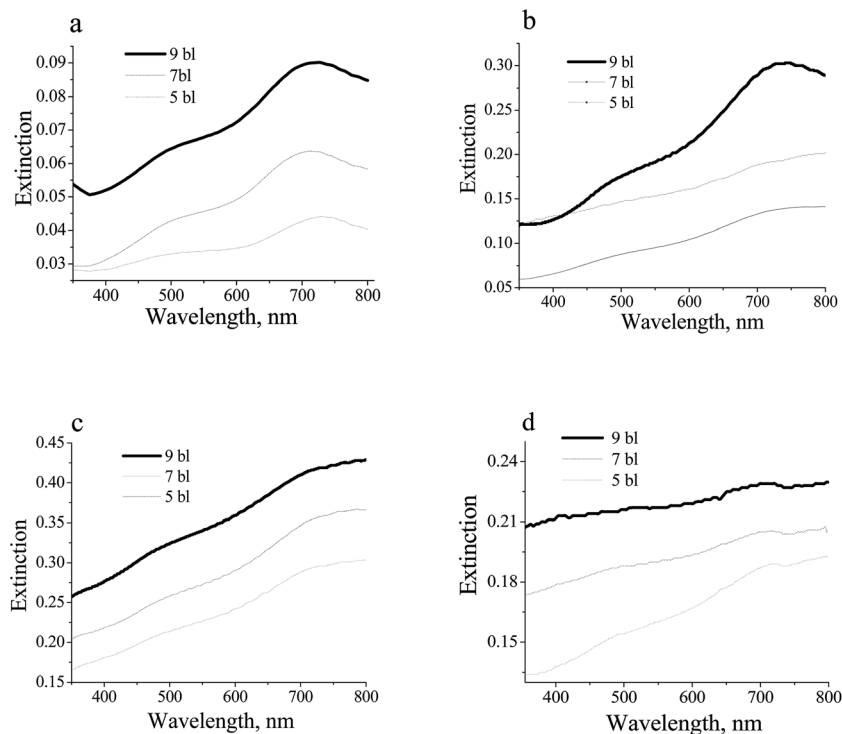 a
9 bl
7bl
5 bl
0.09
0.08
0.07
0.06
0.05
0.04
0.03
Extinction
400 500 600 700 800
Wavelength, nm
b
9 bl
7 bl
5 bl
0.30
0.25
0.20
0.15
0.10
0.05
Extinction
400 500 600 700 800
Wavelength, nm
c
9 bl
7 bl
5 bl
0.45
0.40
0.35
0.30
0.25
0.20
0.15
Extinction
400 500 600 700 800
Wavelength, nm
d
9 bl
7 bl
5 bl
0.24
0.21
0.18
0.15
Extinction
400 500 600 700 800
Wavelength, nm